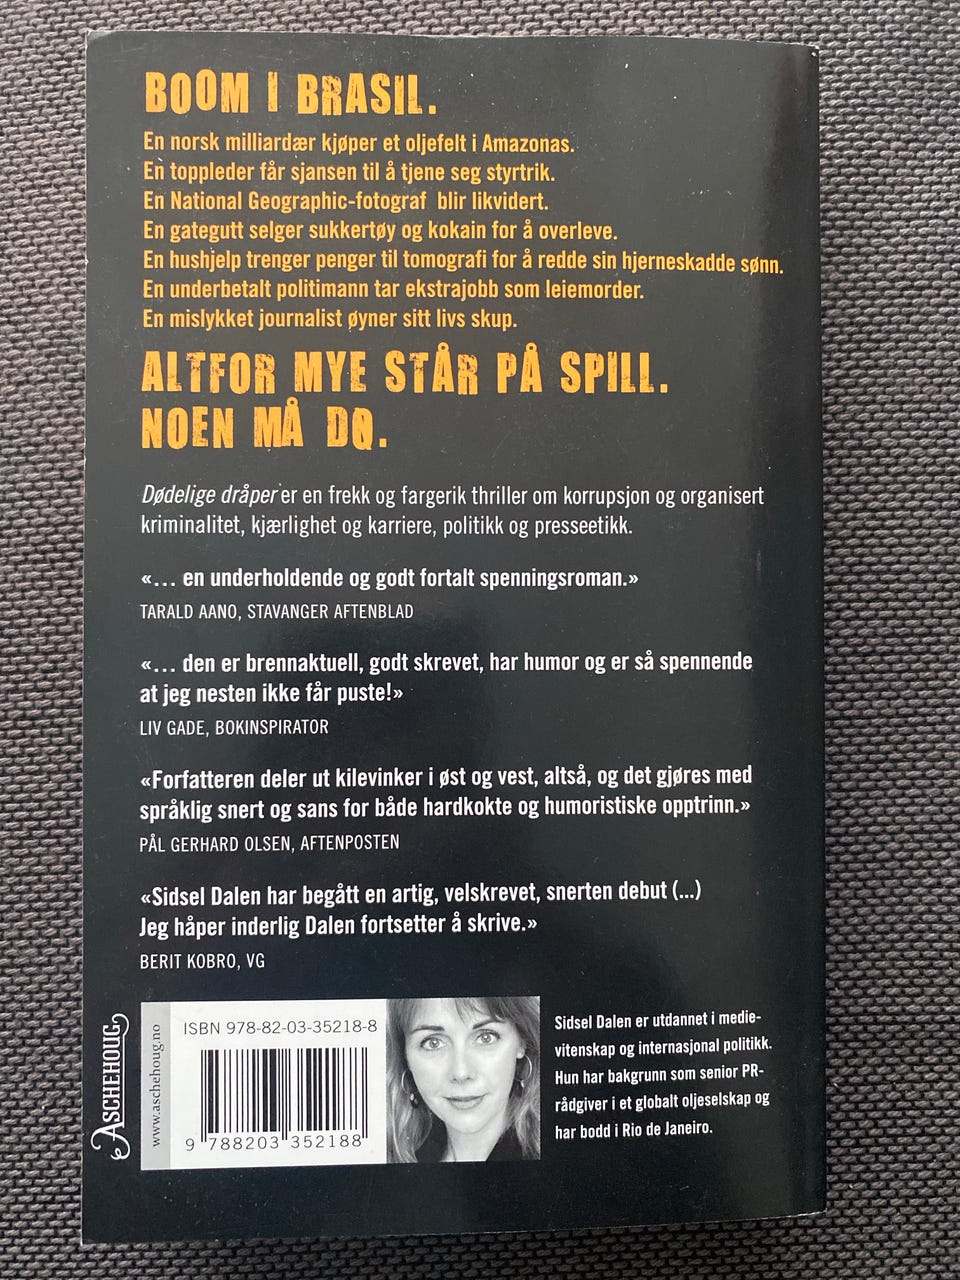 BOOM I BRASIL.
En norsk milliardær kjøper et oljefelt i Amazonas.
En toppleder får sjansen til å tjene seg styrtrik.
En National Geographic-fotograf blir likvidert.
En gategutt selger sukkertøy og kokain for å overleve.
En hushjelp trenger penger til tomografi for å redde sin hjerneskadde sønn.
En underbetalt politimann tar ekstrajobb som leiemorder.
En mislykket journalist øyner sitt livs skup.
ALTFOR MYE STÅR PÅ SPILL.
NOEN MÅ DØ.
Dødelige dråper er en frekk og fargerik thriller om korrupsjon og organisert
kriminalitet, kjærlighet og karriere, politikk og presseetikk.
«... en underholdende og godt fortalt spenningsroman.»
TARALD AANO, STAVANGER AFTENBLAD
«... den er brennaktuell, godt skrevet, har humor og er så spennende
at jeg nesten ikke får puste!»
LIV GADE, BOKINSPIRATOR
«Forfatteren deler ut kilevinker i øst og vest, altså, og det gjøres med
språklig snert og sans for både hardkokte og humoristiske opptrinn.»
PÅL GERHARD OLSEN, AFTENPOSTEN
«Sidsel Dalen har begått en artig, velskrevet, snerten debut (...)
Jeg håper inderlig Dalen fortsetter å skrive.»
BERIT KOBRO, VG
ASCHEHOUG
www.aschehoug.no
ISBN 978-82-03-35218-8
9 788203 352188
Sidsel Dalen er utdannet i medie-
vitenskap og internasjonal politikk.
Hun har bakgrunn som senior PR-
rådgiver i et globalt oljeselskap og
har bodd i Rio de Janeiro.